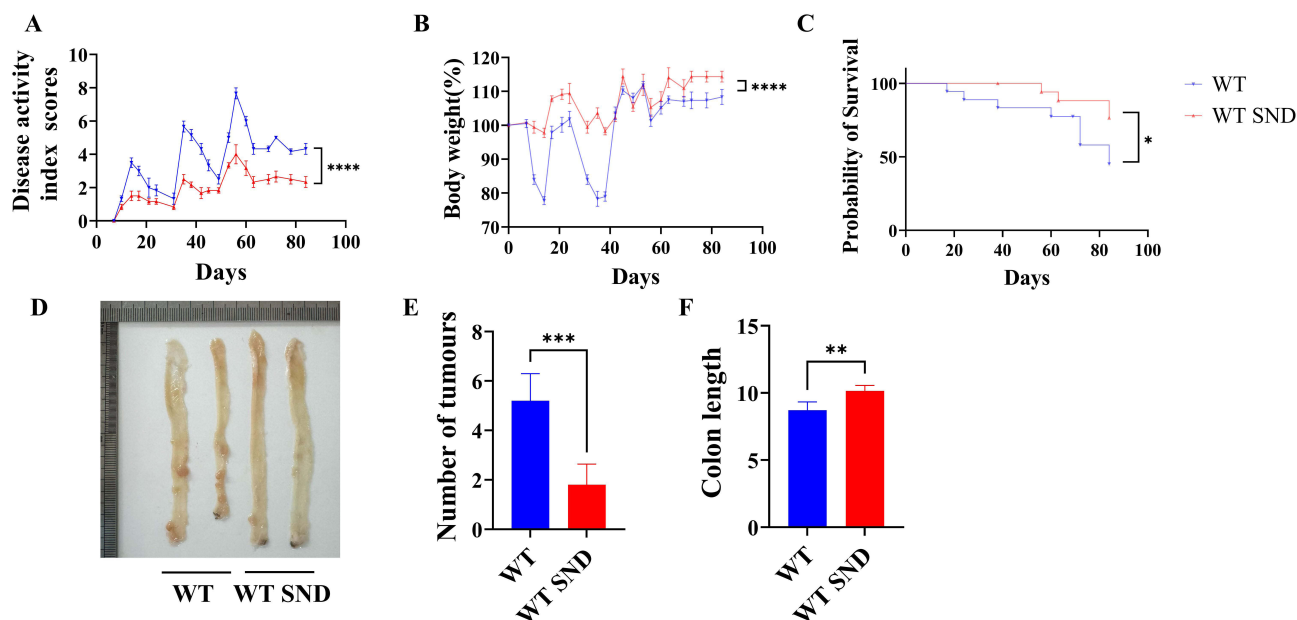 A
Disease activity
index scores
10
8
6
4
2
0
0 20 40 60 80 100
Days
****
B
Body weight(%)
120
110
100
90
80
70
0 20 40 60 80 100
Days
****
C
Probability of Survival
100
50
0
0 20 40 60 80 100
Days
*
WT
WT SND
D
WT WT SND
E
Number of tumours
8
6
4
2
0
***
WT
WT SND
F
Colon length
15
10
5
0
**
WT
WT SND